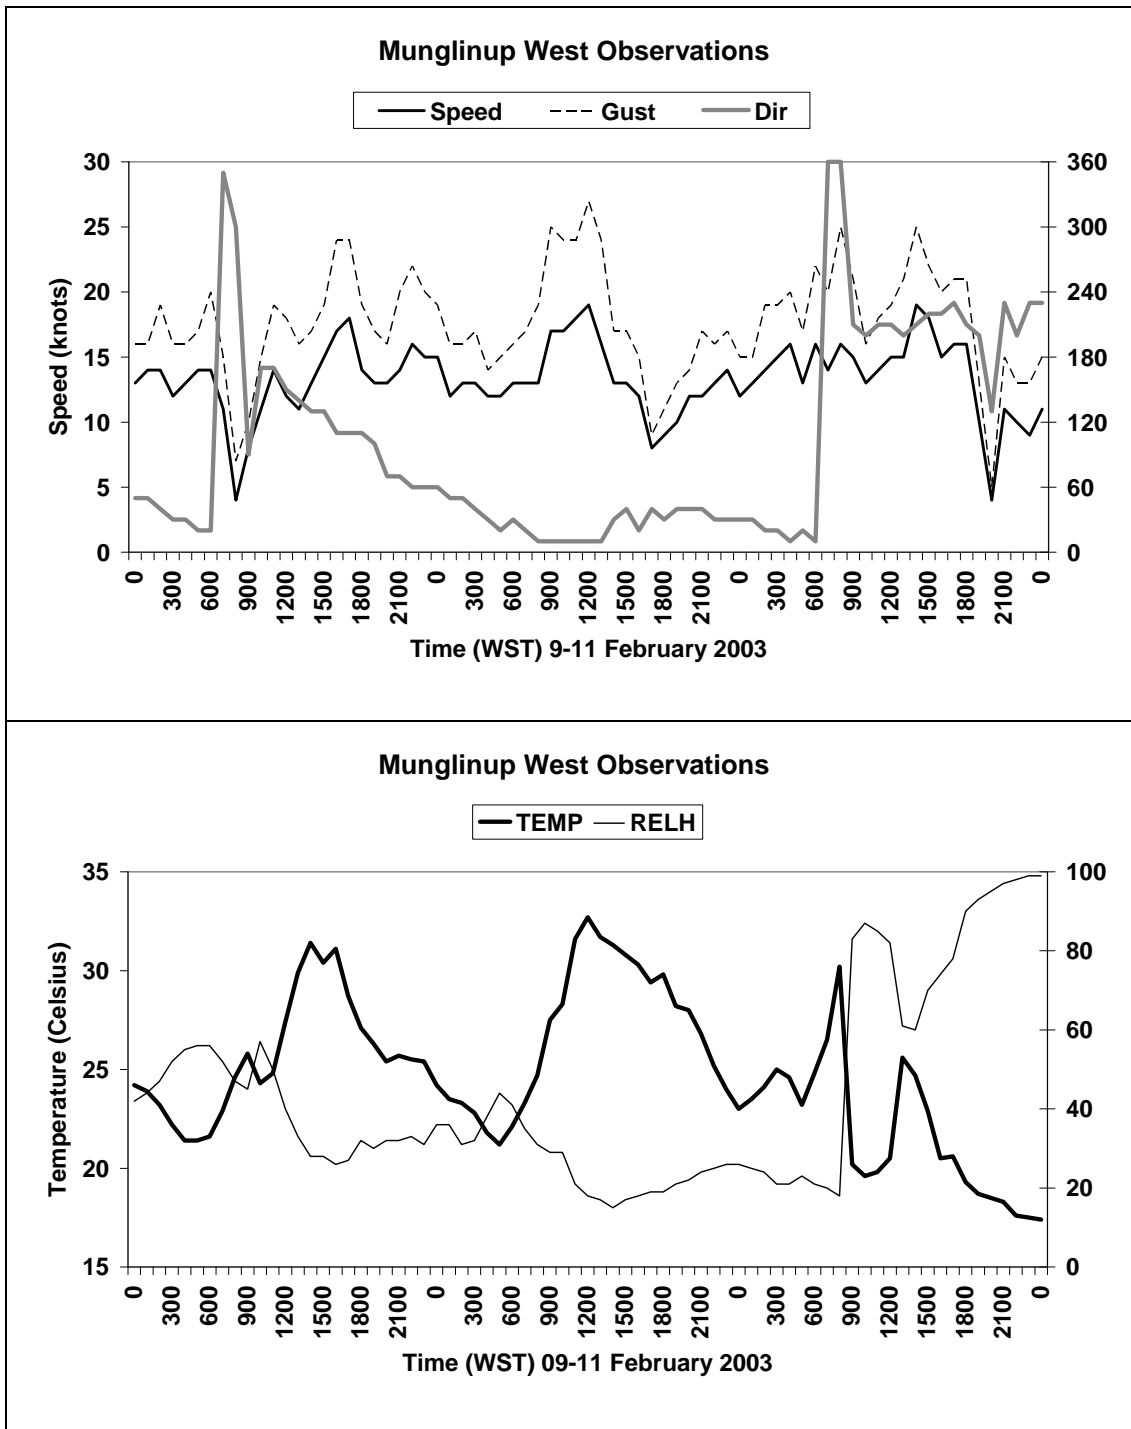 Munglinup West Observations
Speed Gust Dir
30 25 20 15 10 5 0
Speed (knots)
360 300 240 180 120 60 0
0 300 600 900 1200 1500 1800 2100 0 300 600 900 1200 1500 1800 2100 0 300 600 900 1200 1500 1800 2100 0
Time (WST) 9-11 February 2003
Munglinup West Observations
TEMP RELH
35 30 25 20 15
Temperature (Celsius)
100 80 60 40 20 0
0 300 600 900 1200 1500 1800 2100 0 300 600 900 1200 1500 1800 2100 0 300 600 900 1200 1500 1800 2100 0
Time (WST) 09-11 February 2003